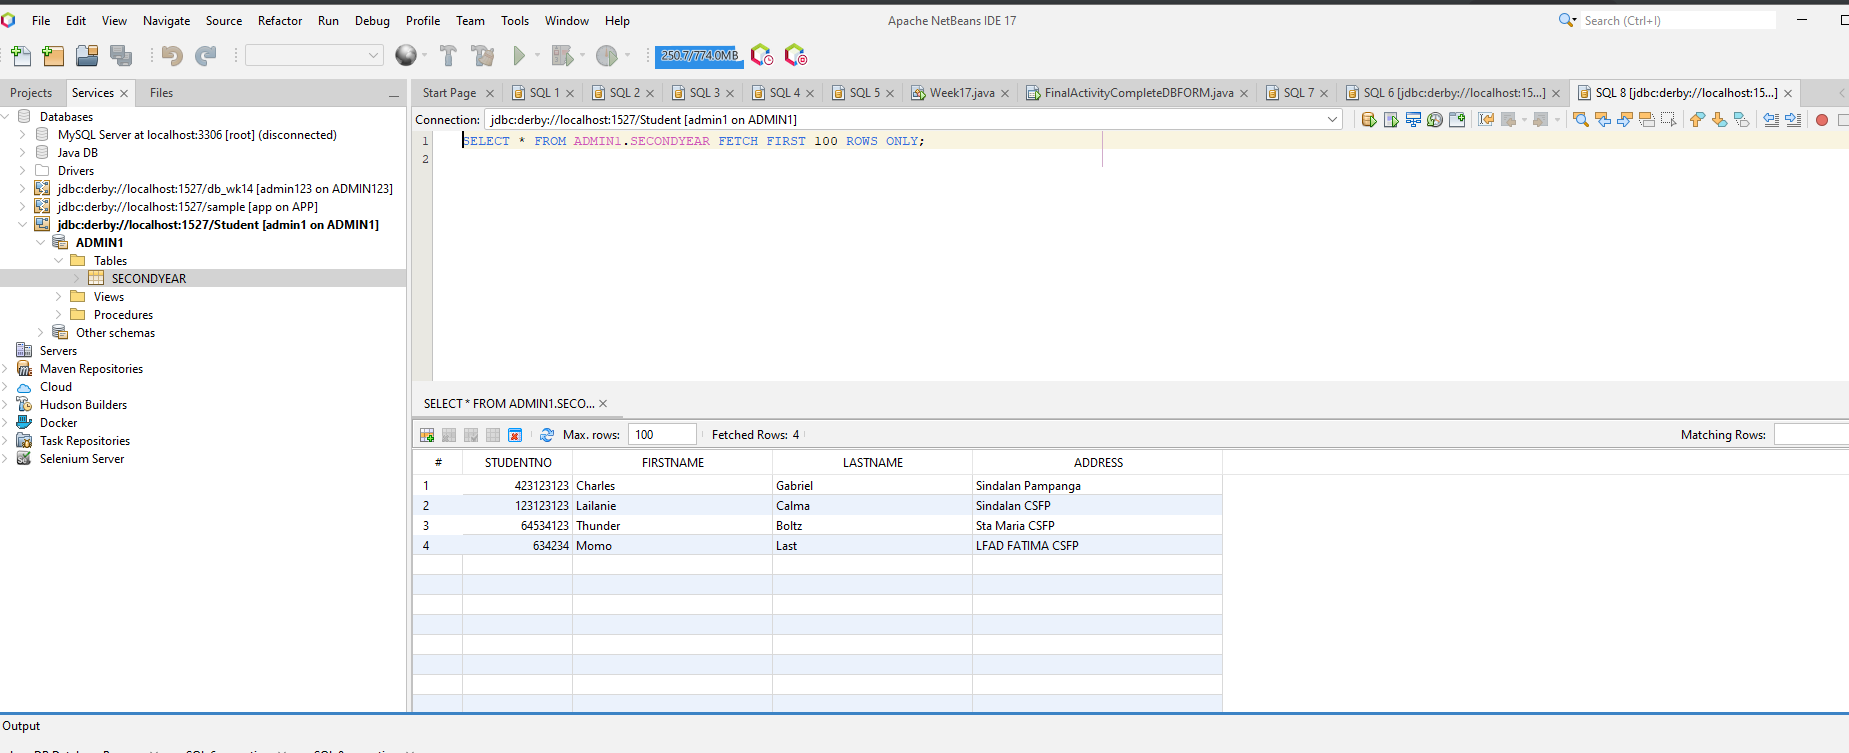 File Edit View Navigate Source Refactor Run Debug Profile Team Tools Window Help
Apache NetBeans IDE 17
Search (Ctrl+I)
250.7/774.0MB
Projects Services Files
Start Page SQL 1 SQL 2 SQL 3 SQL 4 SQL 5 Week17.java FinalActivityCompleteDBFORM.java SQL 7 SQL 6 [jdbc:derby://localhost:15...] SQL 8 [jdbc:derby://localhost:15...]
Databases
MySQL Server at localhost:3306 [root] (disconnected)
Java DB
Drivers
jdbc:derby://localhost:1527/db_wk14 [admin123 on ADMIN123]
jdbc:derby://localhost:1527/sample [app on APP]
jdbc:derby://localhost:1527/Student [admin1 on ADMIN1]
ADMIN1
Tables
SECONDYEAR
Views
Procedures
Other schemas
Servers
Maven Repositories
Cloud
Hudson Builders
Docker
Task Repositories
Selenium Server
Connection: jdbc:derby://localhost:1527/Student [admin1 on ADMIN1]
1 SELECT * FROM ADMIN1.SECONDYEAR FETCH FIRST 100 ROWS ONLY;
2
SELECT * FROM ADMIN1.SECO...
Max. rows: 100 Fetched Rows: 4 Matching Rows:
# STUDENTNO FIRSTNAME LASTNAME ADDRESS
1 423123123 Charles Gabriel Sindalan Pampanga
2 123123123 Lailanie Calma Sindalan CSFP
3 64534123 Thunder Boltz Sta Maria CSFP
4 634234 Momo Last LFAD FATIMA CSFP
Output